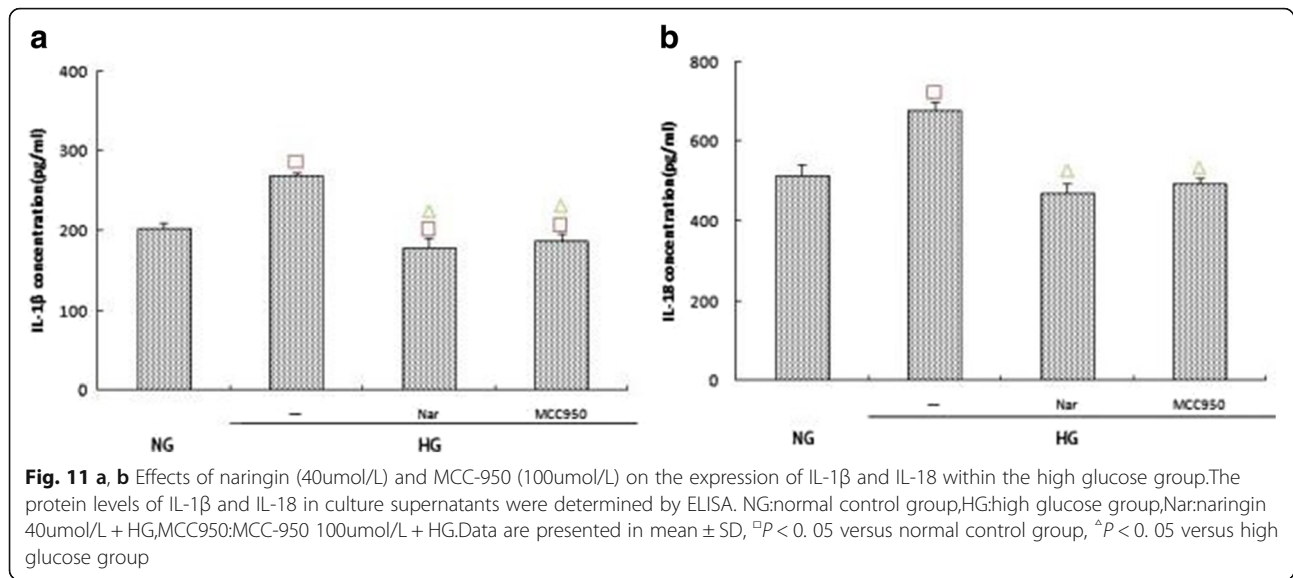 a
b
400
300
200
100
0
IL-1β concentration(pg/ml)
□
△
□
△
□
— Nar MCC950
NG HG
800
600
400
200
0
IL-18 concentration(pg/ml)
□
△
△
— Nar MCC950
NG HG
Fig. 11 a, b Effects of naringin (40umol/L) and MCC-950 (100umol/L) on the expression of IL-1β and IL-18 within the high glucose group.The
protein levels of IL-1β and IL-18 in culture supernatants were determined by ELISA. NG:normal control group,HG:high glucose group,Nar:naringin
40umol/L + HG,MCC950:MCC-950 100umol/L + HG.Data are presented in mean ± SD, □P < 0. 05 versus normal control group, △P < 0. 05 versus high
glucose group